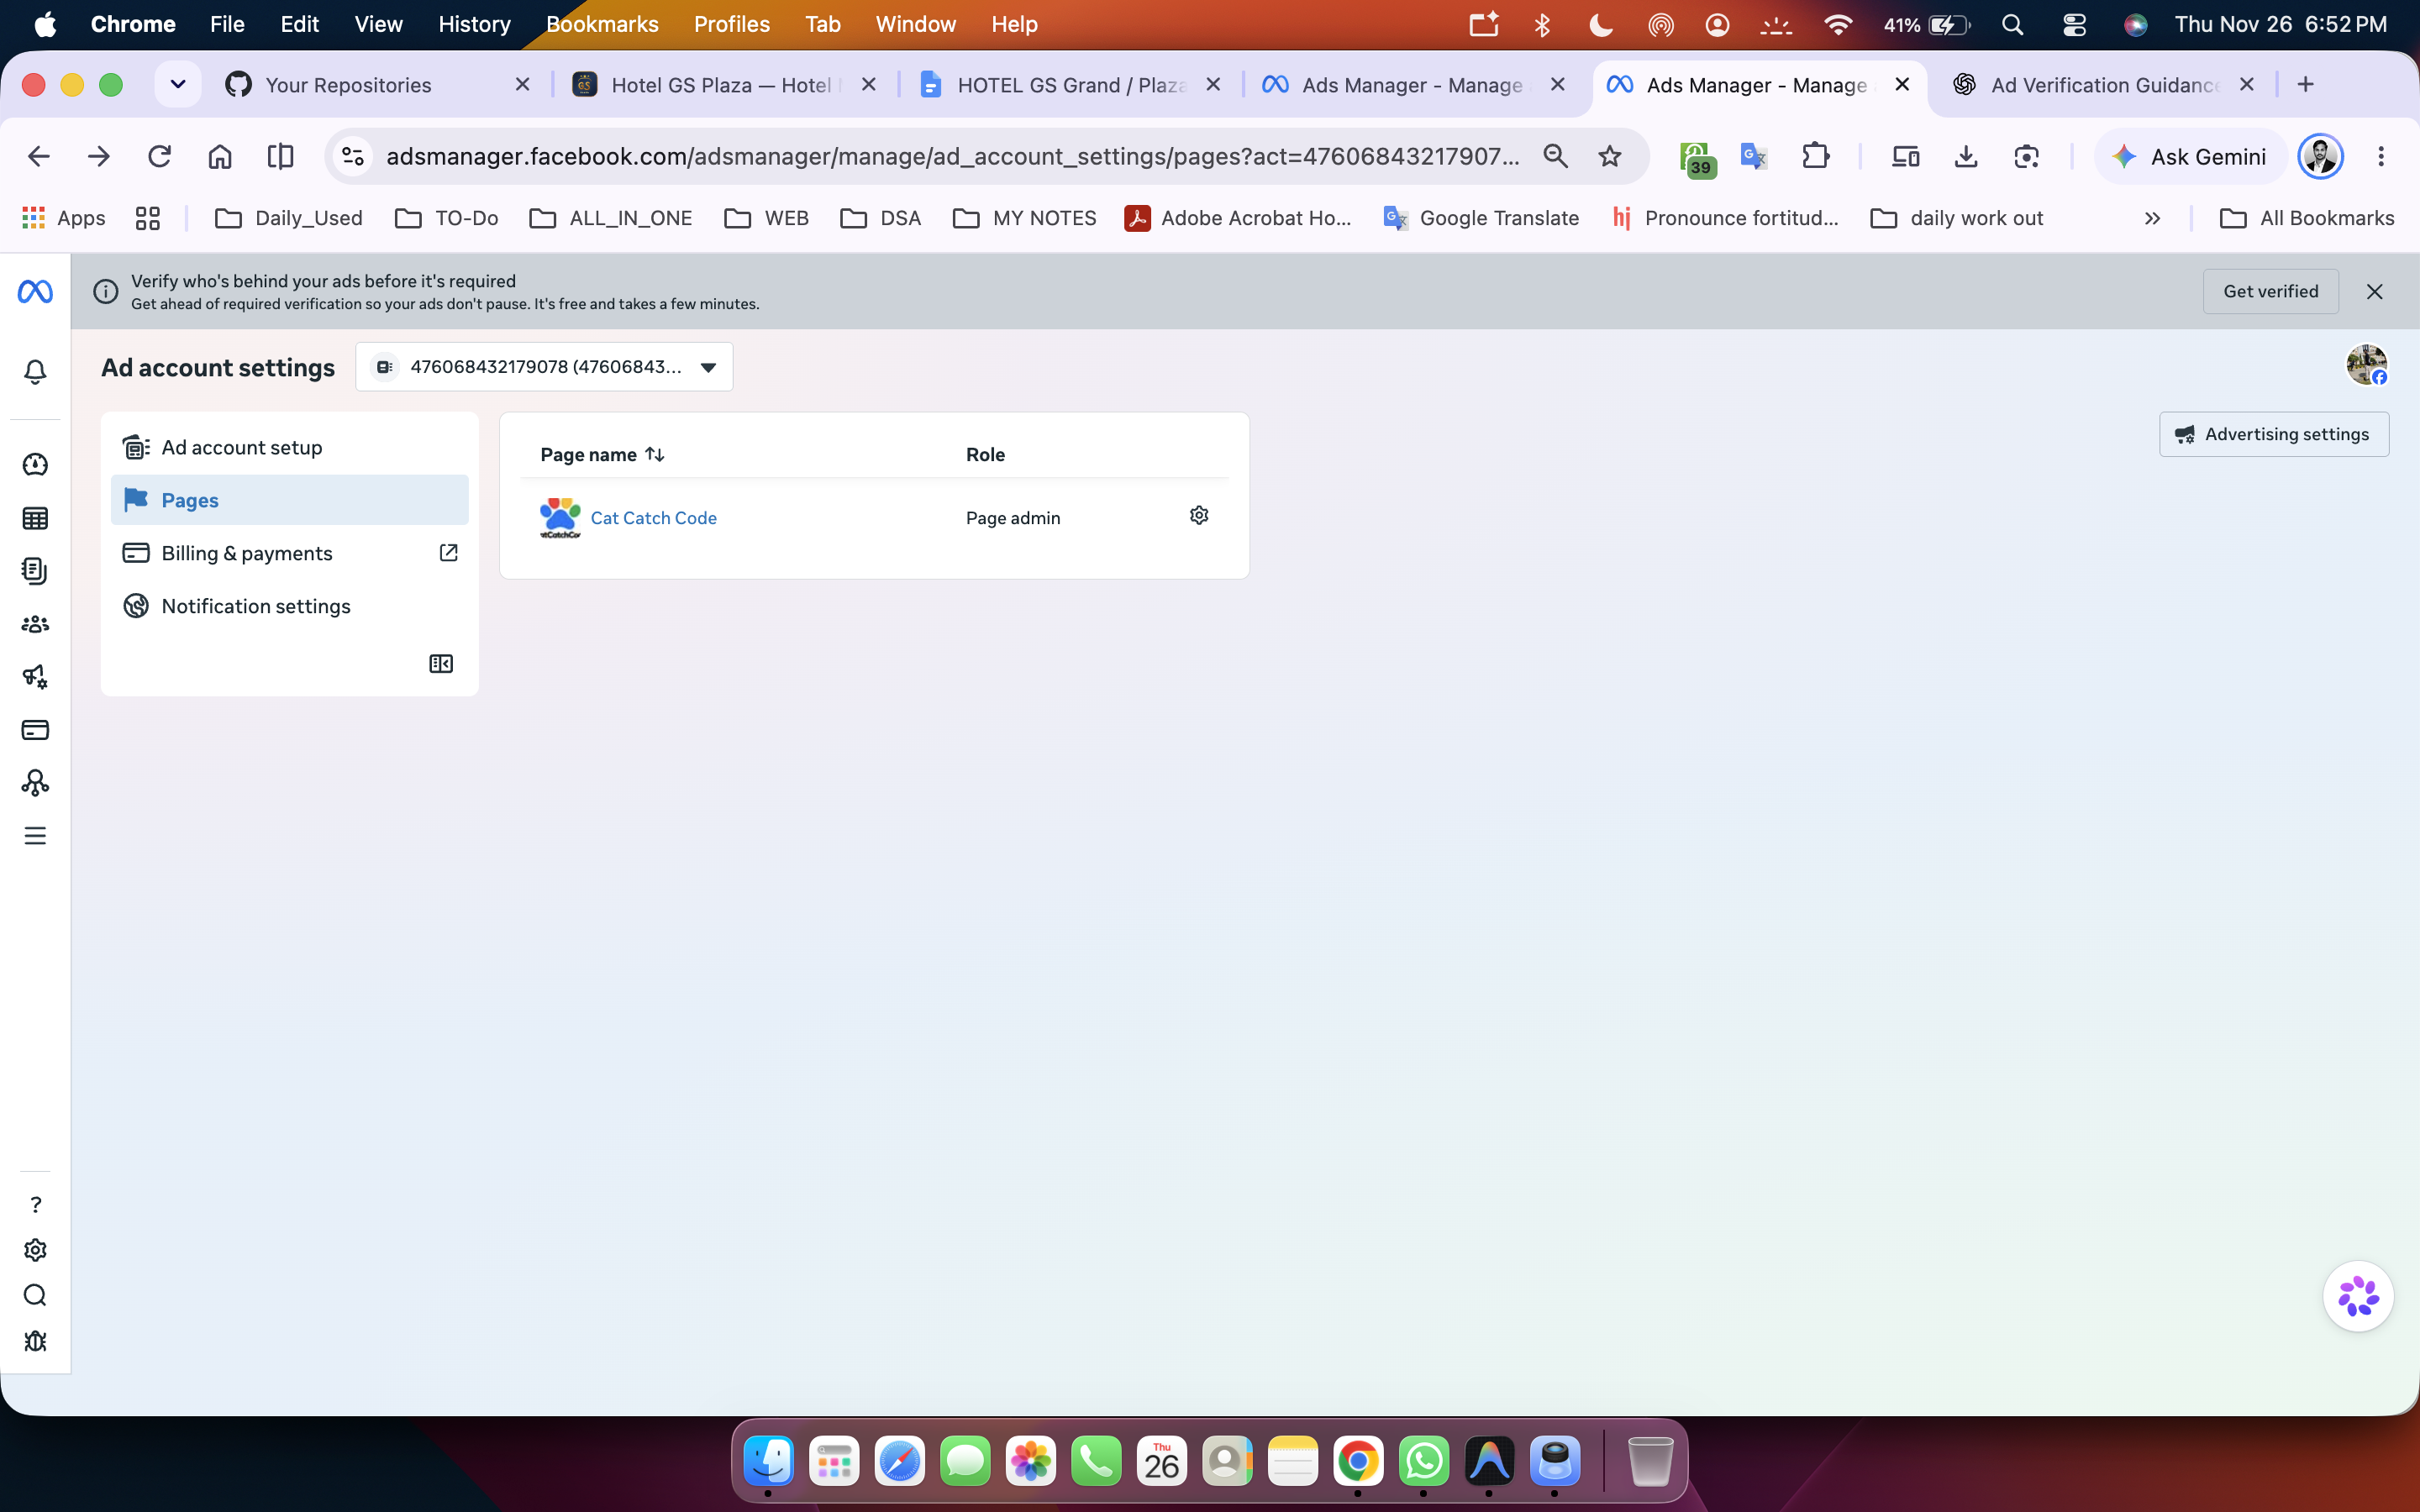 Chrome File Edit View History Bookmarks Profiles Tab Window Help 41% Thu Nov 26 6:52 PM
Your Repositories Hotel GS Plaza — Hotel HOTEL GS Grand / Plaza Ads Manager - Manage Ads Manager - Manage Ad Verification Guidance
adsmanager.facebook.com/adsmanager/manage/ad_account_settings/pages?act=47606843217907... 39 Ask Gemini
Apps Daily_Used TO-Do ALL_IN_ONE WEB DSA MY NOTES Adobe Acrobat Ho... Google Translate hj Pronounce fortitud... daily work out » All Bookmarks
Verify who's behind your ads before it's required
Get ahead of required verification so your ads don't pause. It's free and takes a few minutes.
Get verified
Ad account settings 476068432179078 (47606843...
Ad account setup
Pages
Billing & payments
Notification settings
Page name Role
Cat Catch Code Page admin
Advertising settings
?
Thu
26